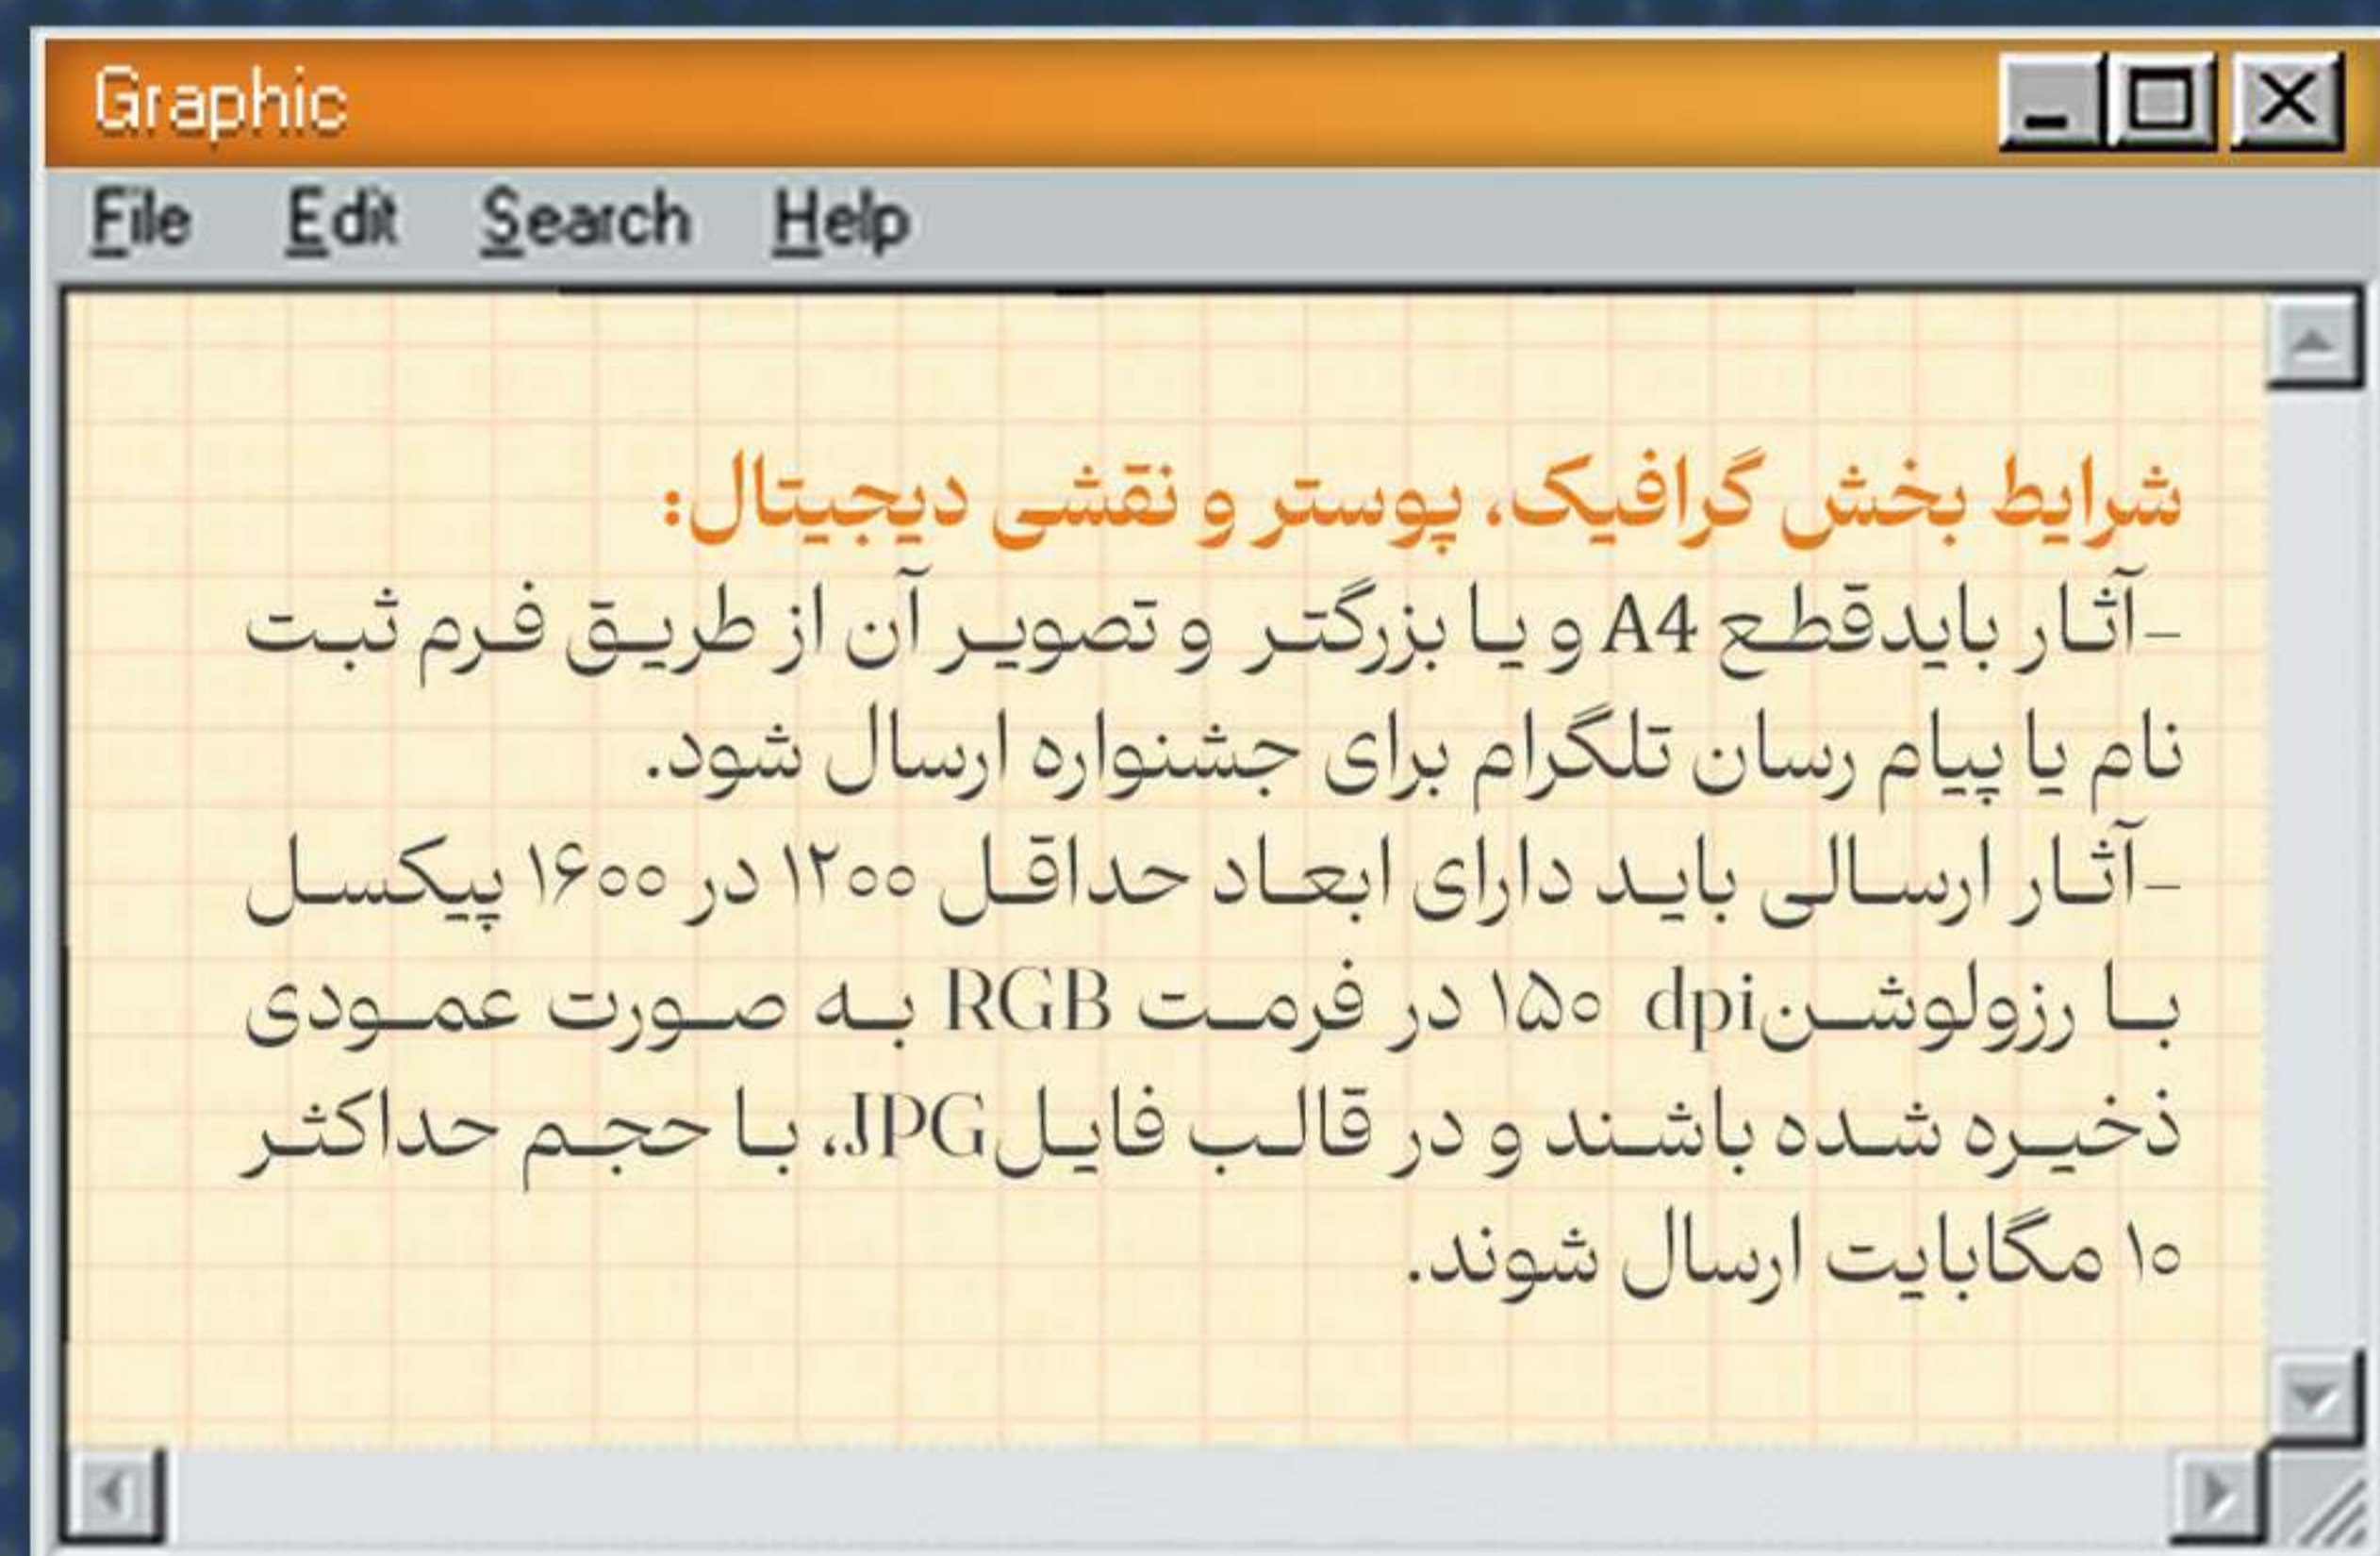 Graphic
File Edit Search Help
شرایط بخش گرافیک، پوستر و نقشی دیجیتال:
-آثار بایدقطع A4 و یا بزرگتر و تصویر آن از طریق فرم ثبت
نام یا پیام رسان تلگرام برای جشنواره ارسال شود.
-آثار ارسالی باید دارای ابعاد حداقل ۱۲۰۰ در ۱۶۰۰ پیکسل
با رزولوشنdpi ۱۵۰ در فرمت RGB به صورت عمودی
ذخیره شده باشند و در قالب فایلJPG، با حجم حداکثر
۱۰ مگابایت ارسال شوند.